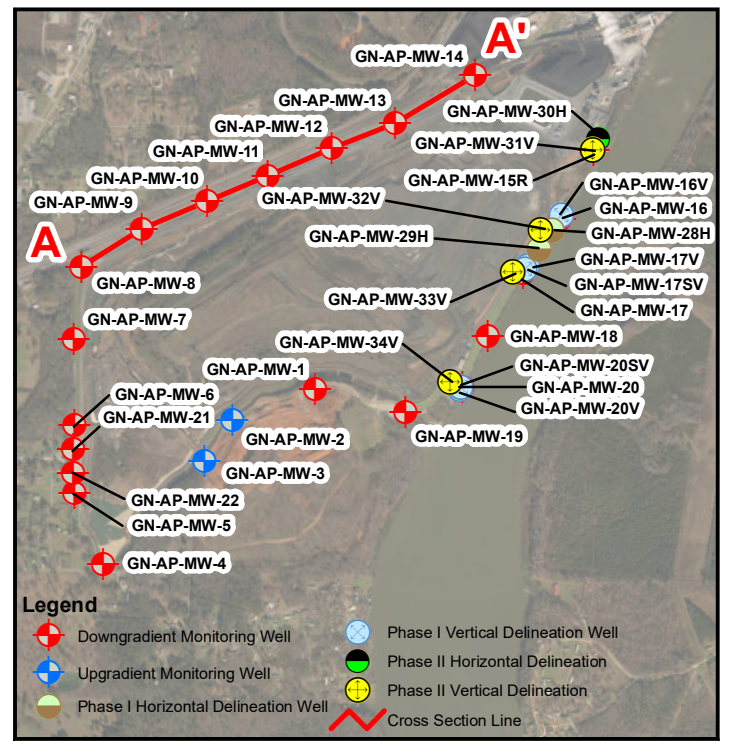 A'
GN-AP-MW-14
GN-AP-MW-13
GN-AP-MW-30H
GN-AP-MW-12
GN-AP-MW-31V
GN-AP-MW-11
GN-AP-MW-10
GN-AP-MW-15R
GN-AP-MW-16V
GN-AP-MW-32V
GN-AP-MW-9
GN-AP-MW-16
GN-AP-MW-28H
GN-AP-MW-29H
A
GN-AP-MW-17V
GN-AP-MW-8
GN-AP-MW-17SV
GN-AP-MW-33V
GN-AP-MW-17
GN-AP-MW-7
GN-AP-MW-18
GN-AP-MW-34V
GN-AP-MW-1
GN-AP-MW-20SV
GN-AP-MW-6
GN-AP-MW-20
GN-AP-MW-20V
GN-AP-MW-21
GN-AP-MW-19
GN-AP-MW-2
GN-AP-MW-3
GN-AP-MW-22
GN-AP-MW-5
GN-AP-MW-4
Legend
Downgradient Monitoring Well
Upgradient Monitoring Well
Phase I Horizontal Delineation Well
Phase I Vertical Delineation Well
Phase II Horizontal Delineation
Phase II Vertical Delineation
Cross Section Line